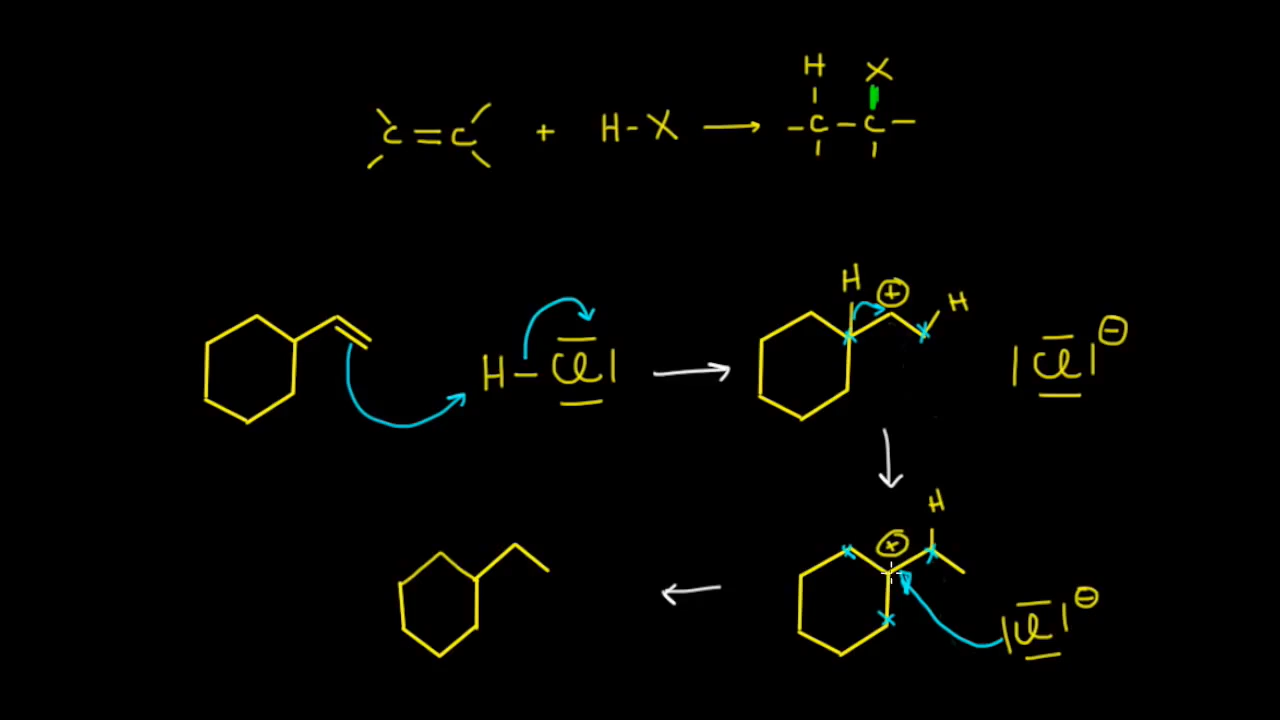 H X
C = C + H - X → - C - C -
H ⊕ H
H - Cl → Cl ⊖
H
⊕
← Cl ⊖